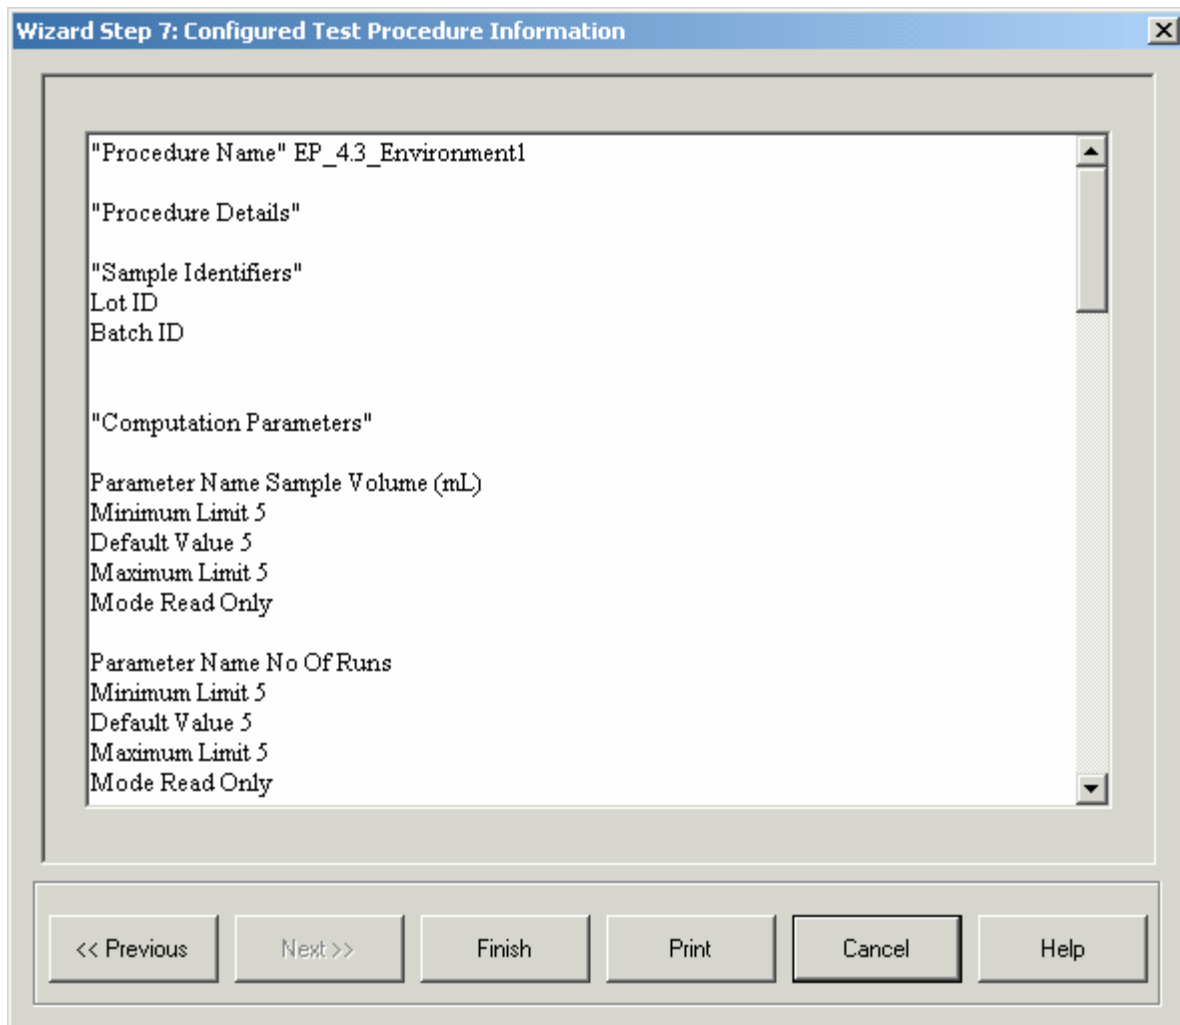 Wizard Step 7: Configured Test Procedure Information
"Procedure Name" EP_4.3_Environment1
"Procedure Details"
"Sample Identifiers"
Lot ID
Batch ID
"Computation Parameters"
Parameter Name Sample Volume (mL)
Minimum Limit 5
Default Value 5
Maximum Limit 5
Mode Read Only
Parameter Name No Of Runs
Minimum Limit 5
Default Value 5
Maximum Limit 5
Mode Read Only
<< Previous Next >> Finish Print Cancel Help